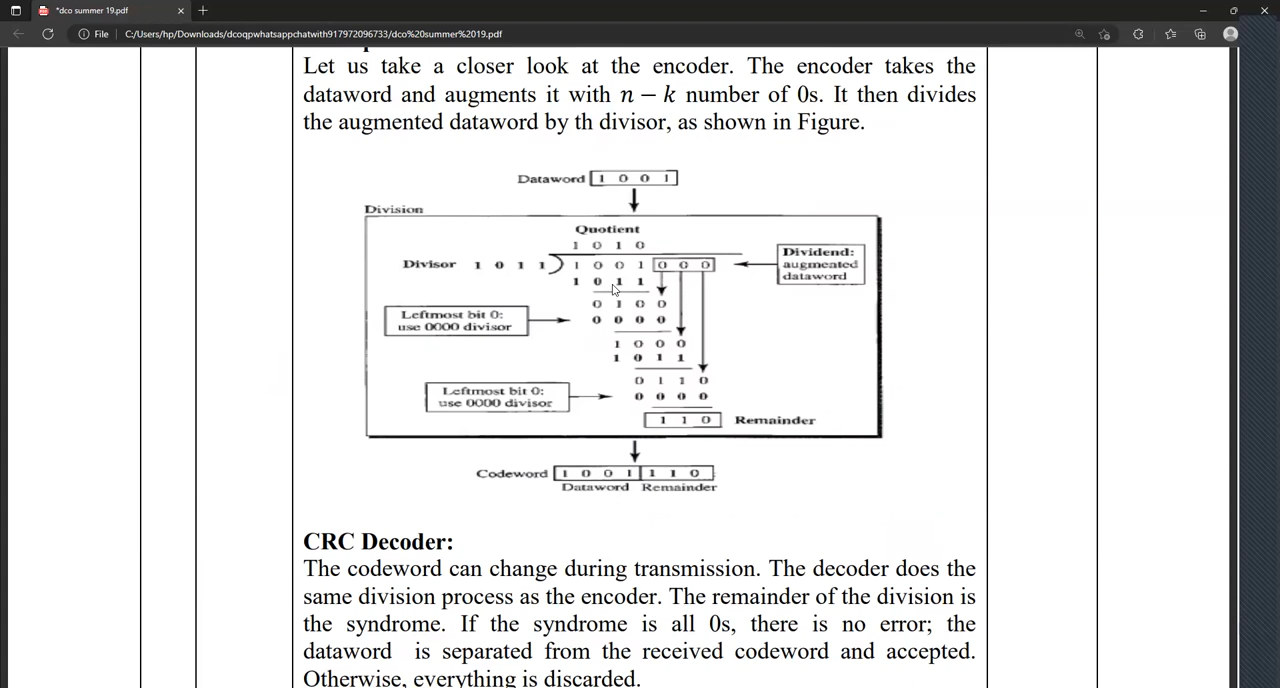 *dco summer 19.pdf
File C:/Users/hp/Downloads/dcoqpwhatsappchatwith917972096733/dco%20summer%2019.pdf
Let us take a closer look at the encoder. The encoder takes the
dataword and augments it with n − k number of 0s. It then divides
the augmented dataword by th divisor, as shown in Figure.
Dataword 1 0 0 1
Division
Quotient
1 0 1 0
Divisor 1 0 1 1 1 0 0 1 0 0 0
Dividend:
augmented
dataword
1 0 1 1
0 1 0 0
Leftmost bit 0:
use 0000 divisor
0 0 0 0
1 0 0 0
1 0 1 1
0 1 1 0
Leftmost bit 0:
use 0000 divisor
0 0 0 0
1 1 0 Remainder
Codeword 1 0 0 1 1 1 0
Dataword Remainder
CRC Decoder:
The codeword can change during transmission. The decoder does the
same division process as the encoder. The remainder of the division is
the syndrome. If the syndrome is all 0s, there is no error; the
dataword is separated from the received codeword and accepted.
Otherwise, everything is discarded.